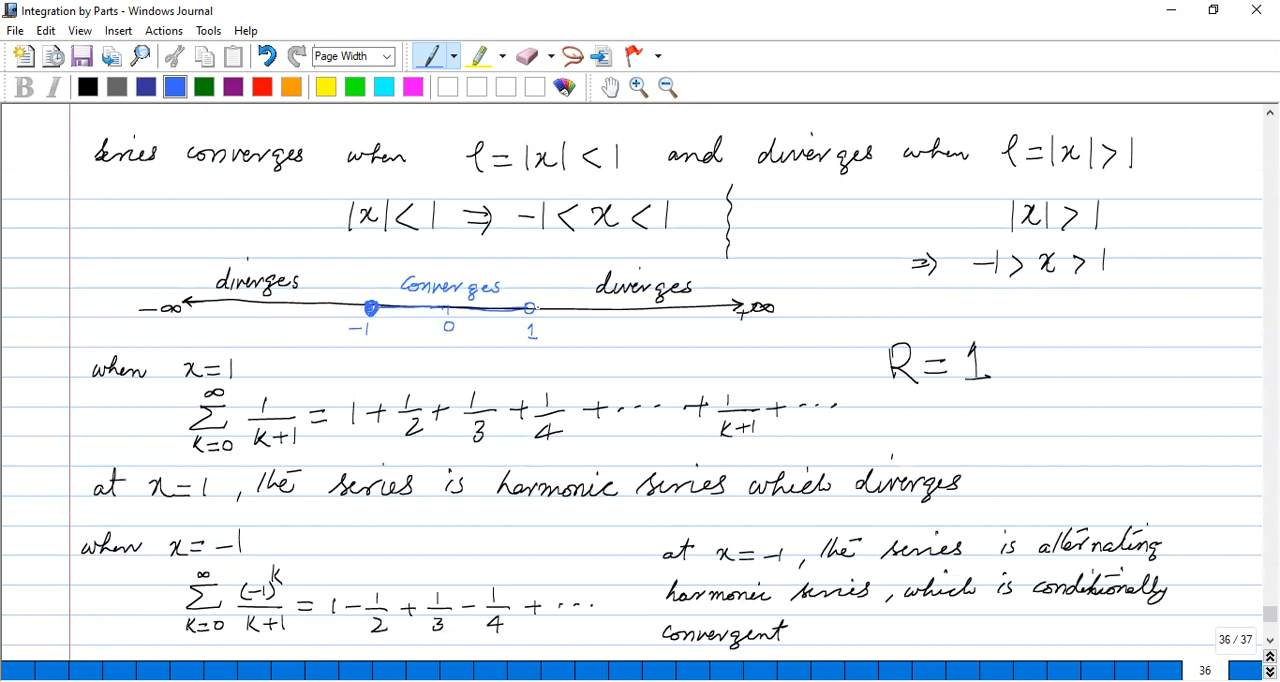 Integration by Parts - Windows Journal
File Edit View Insert Actions Tools Help
Page Width
B I
series converges when l = |x| < 1 and diverges when l = |x| > 1
|x| < 1 ⇒ -1 < x < 1
|x| > 1
⇒ -1 > x > 1
diverges converges diverges
-∞ +∞
-1 0 1
when x = 1
R = 1
∑_{k=0}^{∞} 1/(k+1) = 1 + 1/2 + 1/3 + 1/4 + ... + 1/(k+1) + ...
at x = 1, the series is harmonic series which diverges
when x = -1
∑_{k=0}^{∞} (-1)^k/(k+1) = 1 - 1/2 + 1/3 - 1/4 + ...
at x = -1, the series is alternating
harmonic series, which is conditionally
convergent
36 / 37
36